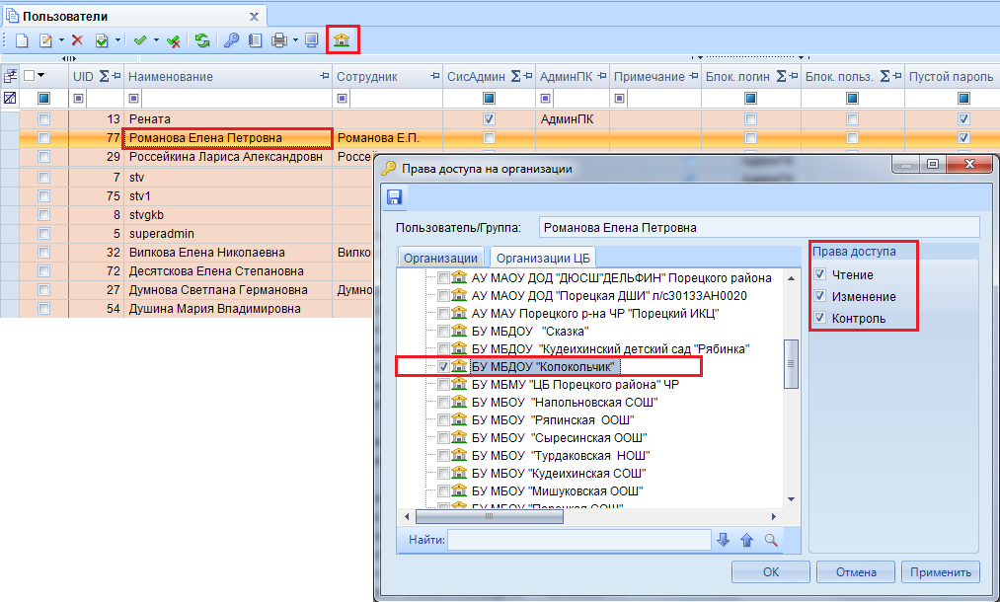 Пользователи
UID Σ Наименование Сотрудник СисАдмин Σ АдминПК Примечание Блок. логин Σ Блок. польз. Σ Пустой пароль
13 Рената АдминПК
77 Романова Елена Петровна Романова Е.П.
29 Россейкина Лариса Александровн Россе
7 stv
75 stv1
8 stvgkb
5 superadmin
32 Вилкова Елена Николаевна Вилко
72 Десятскова Елена Степановна
27 Думнова Светлана Германовна Думно
54 Душина Мария Владимировна
Права доступа на организации
Пользователь/Группа: Романова Елена Петровна
Организации Организации ЦБ
АУ МАОУ ДОД "ДЮСШ"ДЕЛЬФИН" Порецкого района
АУ МАОУ ДОД "Порецкая ДШИ" л/с30133АН0020
АУ МАУ Порецкого р-на ЧР "Порецкий ИКЦ"
БУ МБДОУ "Сказка"
БУ МБДОУ "Кудеихинский детский сад "Рябинка"
БУ МБДОУ "Колокольчик"
БУ МБМУ "ЦБ Порецкого района" ЧР
БУ МБОУ "Напольновская СОШ"
БУ МБОУ "Ряпинская ООШ"
БУ МБОУ "Сыресинская ООШ"
БУ МБОУ "Турдаковская НОШ"
БУ МБОУ "Кудеихинская СОШ"
БУ МБОУ "Мишуковская ООШ"
БУ МБОУ "Порецкая СОШ"
Найти:
Права доступа
Чтение
Изменение
Контроль
ОК Отмена Применить